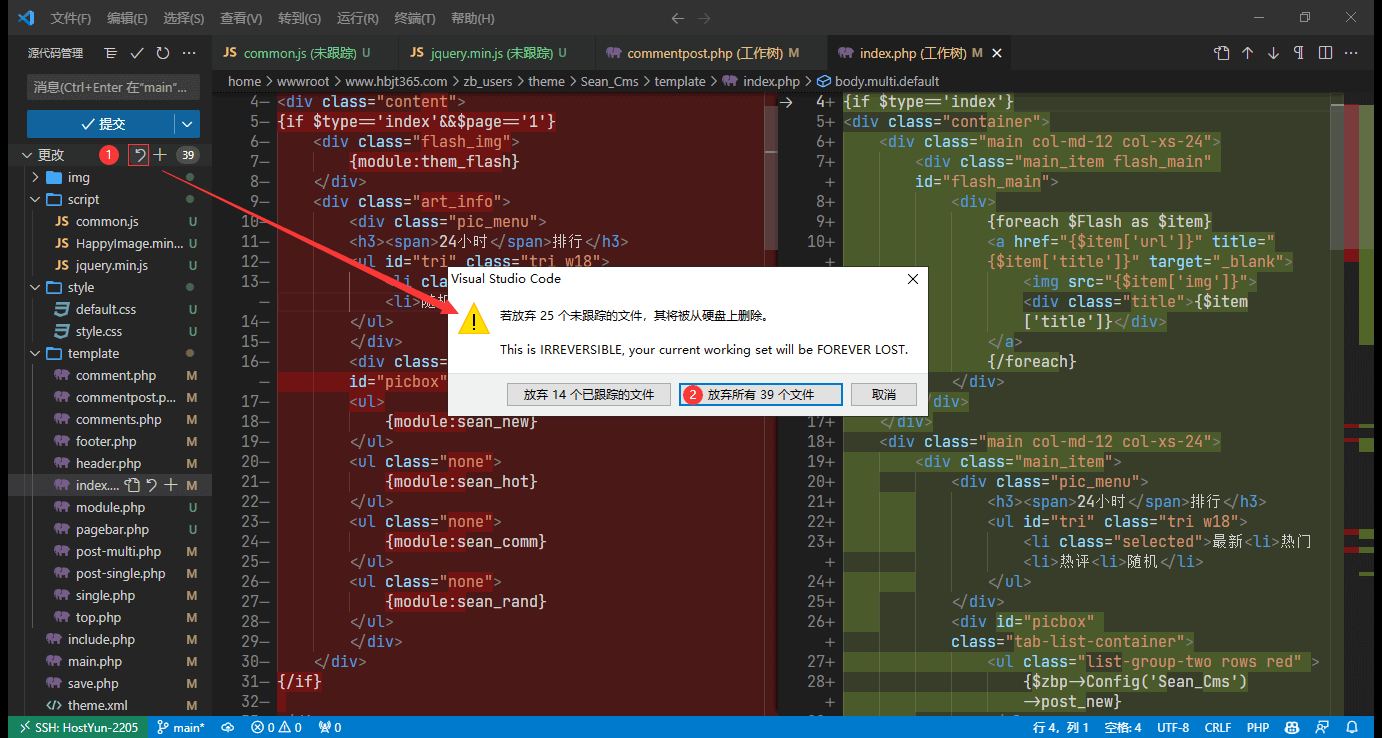 文件(F) 编辑(E) 选择(S) 查看(V) 转到(G) 运行(R) 终端(T) 帮助(H)
源代码管理
JS common.js (未跟踪) U
JS jquery.min.js (未跟踪) U
commentpost.php (工作树) M
index.php (工作树) M
home > wwwroot > www.hbjt365.com > zb_users > theme > Sean_Cms > template > index.php > body.multi.default
消息(Ctrl+Enter 在“main”...
提交
更改 1 39
img
script
JS common.js U
JS HappyImage.min... U
JS jquery.min.js U
style
default.css U
style.css U
template
comment.php M
commentpost.p... M
comments.php M
footer.php M
header.php M
index.... M
module.php U
pagebar.php U
post-multi.php M
post-single.php M
single.php M
top.php M
include.php M
main.php M
save.php M
theme.xml M
4— <div class="content">
5— {if $type=='index'&&$page=='1'}
6— <div class="flash_img">
7— {module:them_flash}
8— </div>
9— <div class="art_info">
10— <div class="pic_menu">
11— <h3><span>24小时</span>排行</h3>
12— <ul id="tri" class="tri w18">
13— <li cla
— <li>随机
14— </ul>
15— </div>
16— <div class
— id="picbox"
17— <ul>
18— {module:sean_new}
19— </ul>
20— <ul class="none">
21— {module:sean_hot}
22— </ul>
23— <ul class="none">
24— {module:sean_comm}
25— </ul>
26— <ul class="none">
27— {module:sean_rand}
28— </ul>
29— </div>
30— </div>
31— {/if}
32—
4+ {if $type=='index'}
5+ <div class="container">
6+ <div class="main col-md-12 col-xs-24">
7+ <div class="main_item flash_main"
+ id="flash_main">
8+ <div>
9+ {foreach $Flash as $item}
10+ <a href="{$item['url']}" title="
{$item['title']}" target="_blank">
<img src="{$item['img']}">
<div class="title">{$item
['title']}</div>
</a>
{/foreach}
</div>
div>
17+ </div>
18+ <div class="main col-md-12 col-xs-24">
19+ <div class="main_item">
20+ <div class="pic_menu">
21+ <h3><span>24小时</span>排行</h3>
22+ <ul id="tri" class="tri w18">
23+ <li class="selected">最新<li>热门
+ <li>热评<li>随机</li>
24+ </ul>
25+ </div>
26+ <div id="picbox"
+ class="tab-list-container">
27+ <ul class="list-group-two rows red" >
28+ {$zbp->Config('Sean_Cms')
+ ->post_new}
Visual Studio Code
若放弃 25 个未跟踪的文件，其将被从硬盘上删除。
This is IRREVERSIBLE, your current working set will be FOREVER LOST.
放弃 14 个已跟踪的文件
2 放弃所有 39 个文件
取消
SSH: HostYun-2205 main* 0 0 0 行 4，列 1 空格: 4 UTF-8 CRLF PHP